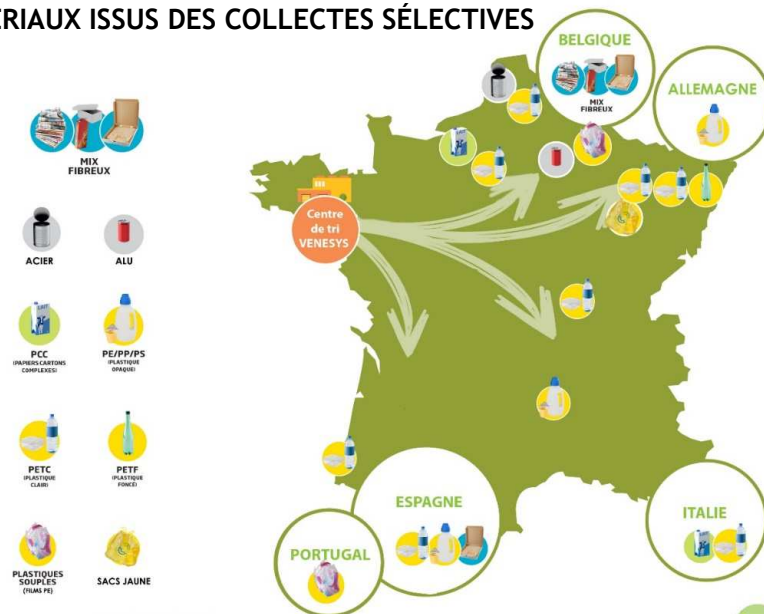 ÉRIAUX ISSUS DES COLLECTES SÉLECTIVES
BELGIQUE
MIX
FIBREUX
ALLEMAGNE
MIX
FIBREUX
Centre
de tri
VENESYS
ACIER
ALU
PCC
(PAPIERS CARTONS
COMPLEXES)
PE/PP/PS
(PLASTIQUE
OPAQUE)
PETC
(PLASTIQUE
CLAIR)
PETF
(PLASTIQUE
FONCÉ)
ESPAGNE
ITALIE
PORTUGAL
PLASTIQUES
SOUPLES
(FILMS PE)
SACS JAUNE